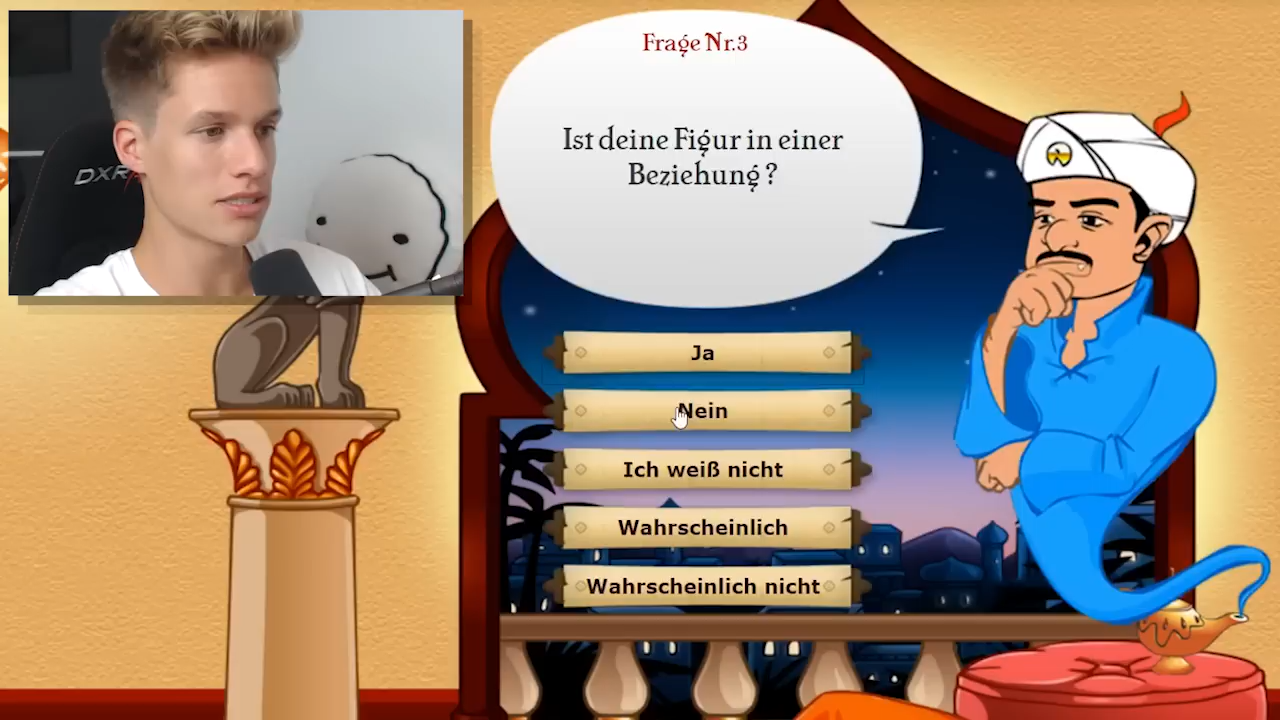 DXR
Frage Nr.3
Ist deine Figur in einer
Beziehung ?
Ja
Nein
Ich weiß nicht
Wahrscheinlich
Wahrscheinlich nicht